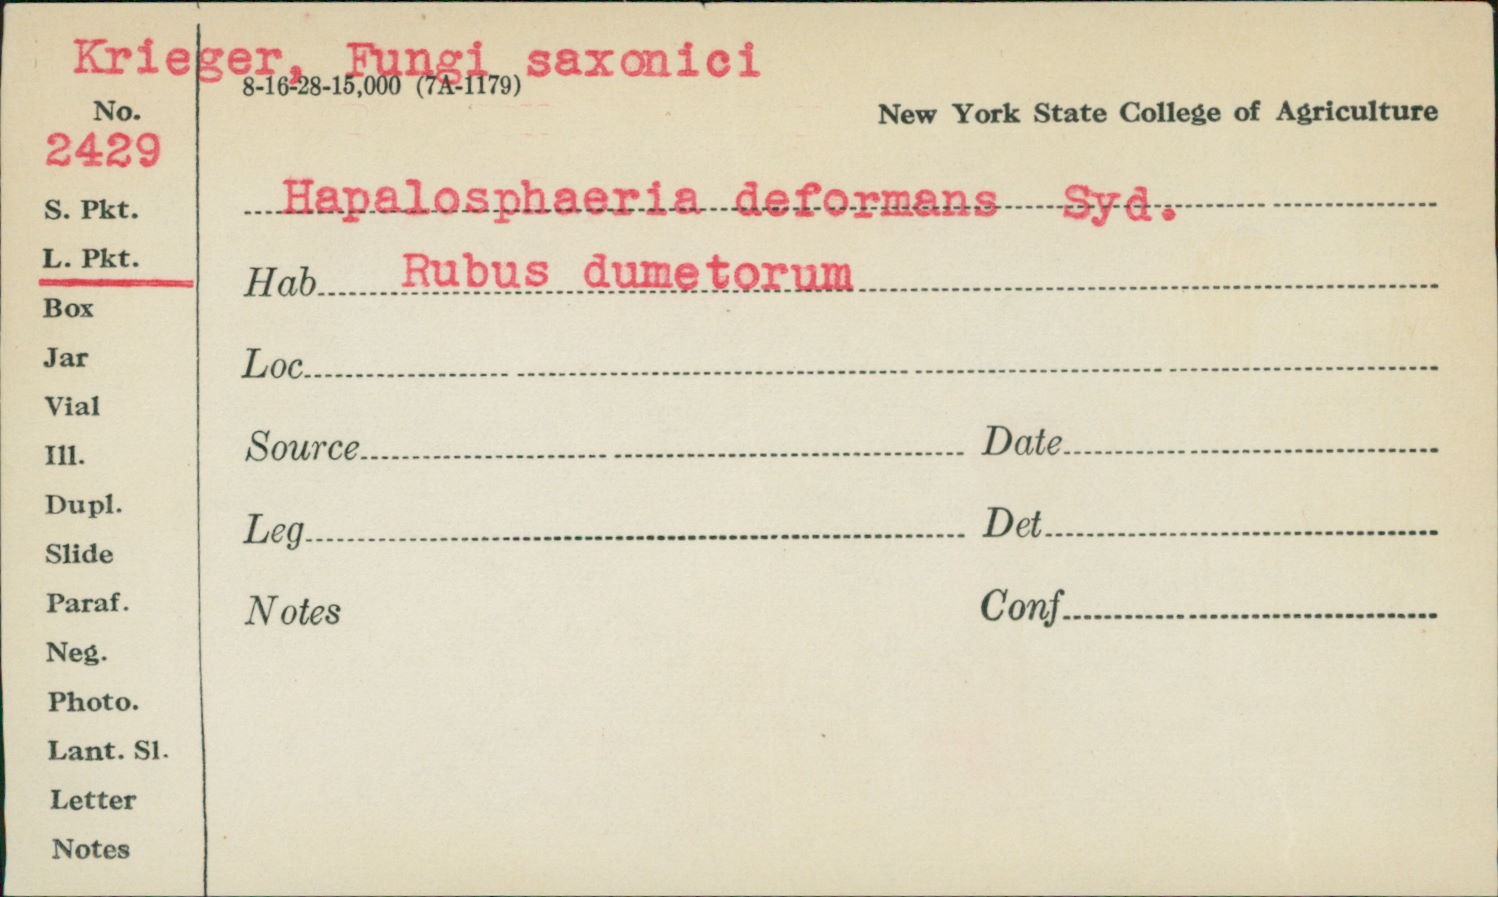 Krieger, Fungi saxonici
8-16-28-15,000 (7A-1179)
No.
New York State College of Agriculture
2429
Hapalosphaeria deformans Syd.
S. Pkt.
L. Pkt.
Hab. Rubus dumetorum
Box
Jar
Loc.
Vial
Ill.
Source Date
Dupl.
Slide
Leg. Det.
Paraf.
Notes Conf.
Neg.
Photo.
Lant. Sl.
Letter
Notes